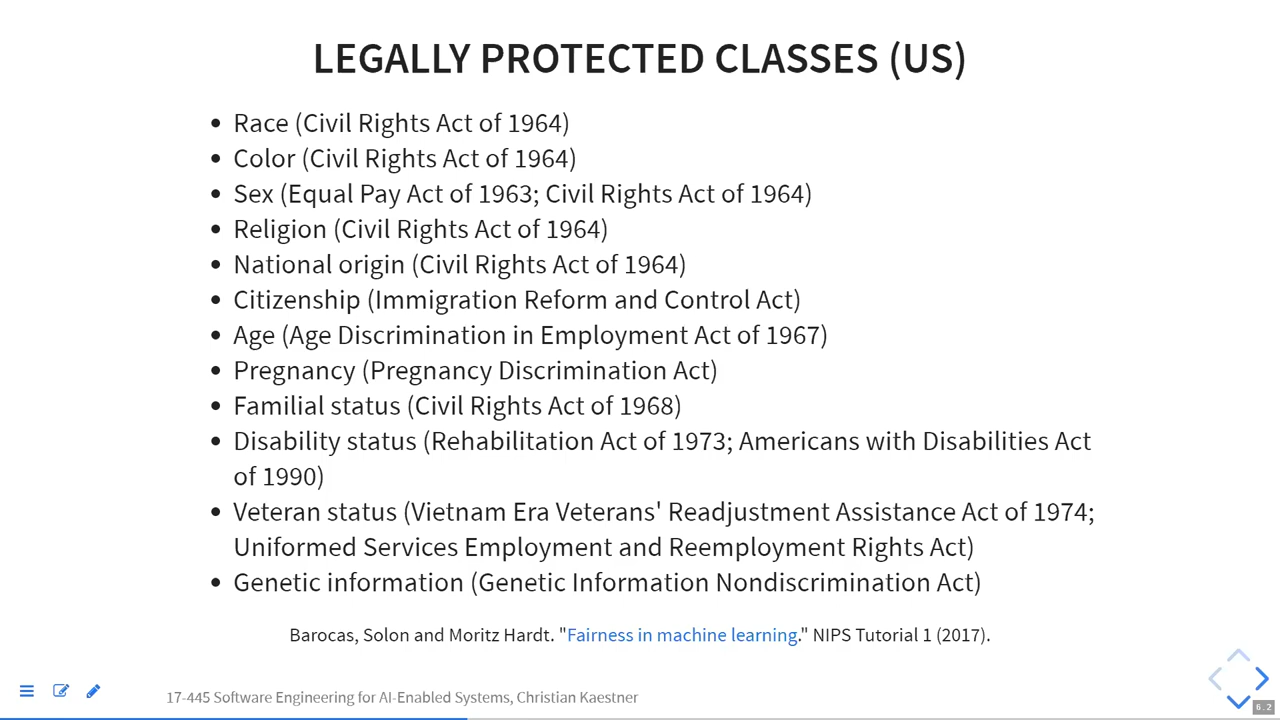 LEGALLY PROTECTED CLASSES (US)
• Race (Civil Rights Act of 1964)
• Color (Civil Rights Act of 1964)
• Sex (Equal Pay Act of 1963; Civil Rights Act of 1964)
• Religion (Civil Rights Act of 1964)
• National origin (Civil Rights Act of 1964)
• Citizenship (Immigration Reform and Control Act)
• Age (Age Discrimination in Employment Act of 1967)
• Pregnancy (Pregnancy Discrimination Act)
• Familial status (Civil Rights Act of 1968)
• Disability status (Rehabilitation Act of 1973; Americans with Disabilities Act
of 1990)
• Veteran status (Vietnam Era Veterans' Readjustment Assistance Act of 1974;
Uniformed Services Employment and Reemployment Rights Act)
• Genetic information (Genetic Information Nondiscrimination Act)
Barocas, Solon and Moritz Hardt. "Fairness in machine learning." NIPS Tutorial 1 (2017).
17-445 Software Engineering for AI-Enabled Systems, Christian Kaestner
6.2